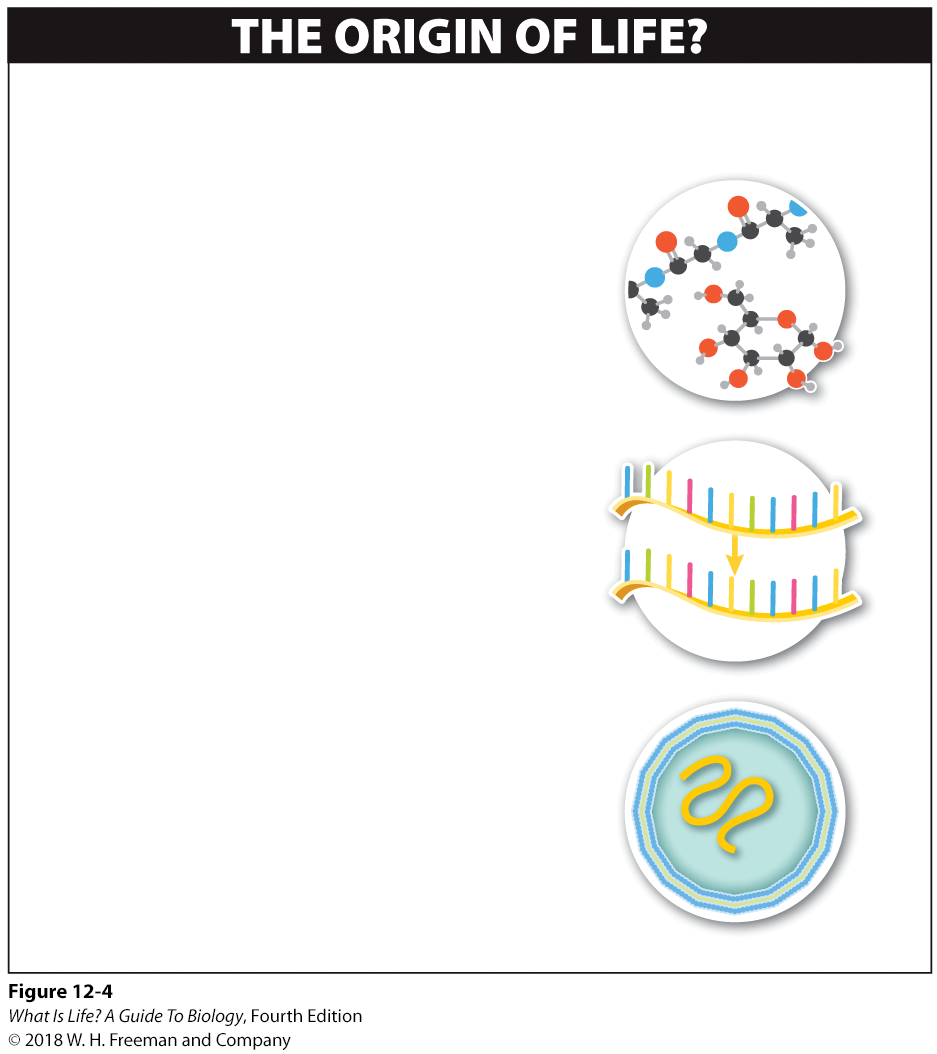 THE ORIGIN OF LIFE?
Figure 12-4
What Is Life? A Guide To Biology, Fourth Edition
© 2018 W. H. Freeman and Company